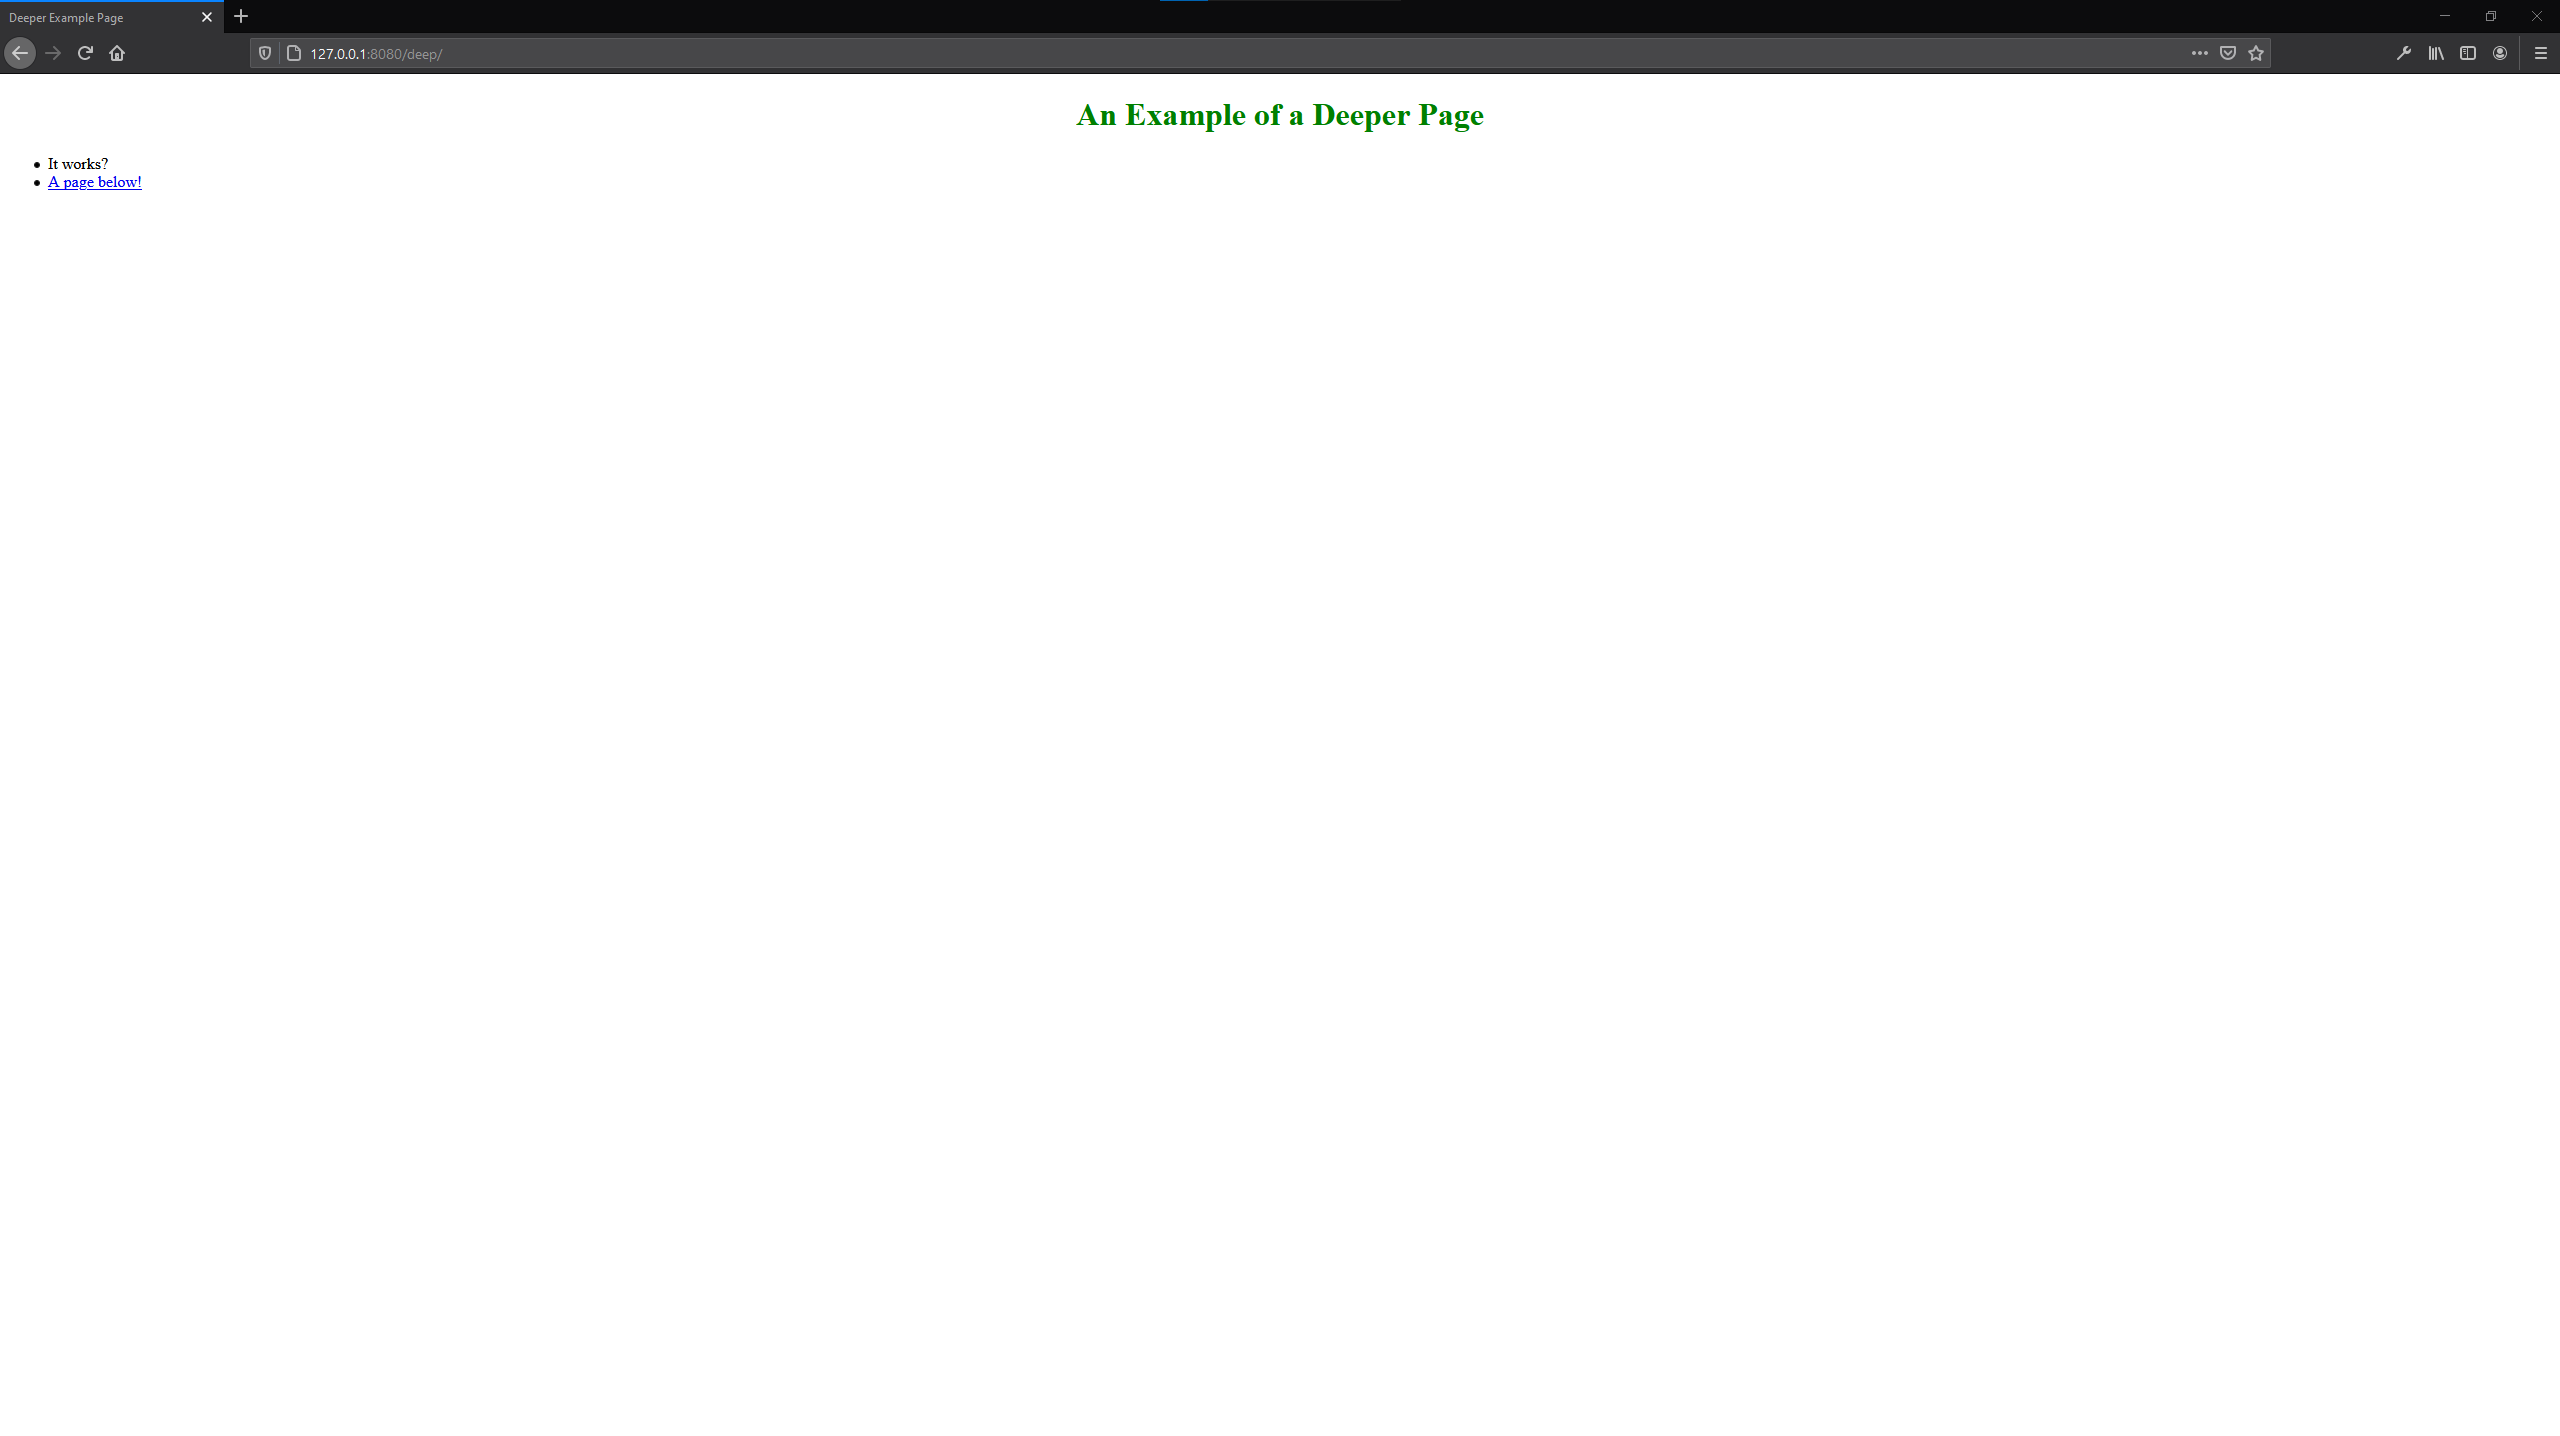 Deeper Example Page
127.0.0.1:8080/deep/
An Example of a Deeper Page
It works?
A page below!